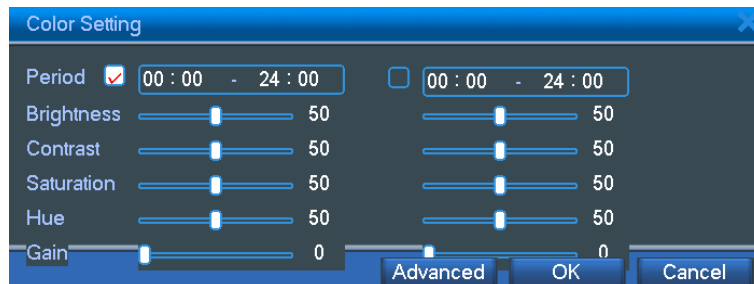 Color Setting
Period 00 : 00 - 24 : 00 00 : 00 - 24 : 00
Brightness 50 50
Contrast 50 50
Saturation 50 50
Hue 50 50
Gain 0 0
Advanced OK Cancel